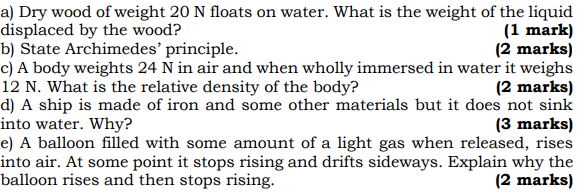 a) Dry wood of weight 20 N floats on water. What is the weight of the liquid
displaced by the wood? (1 mark)
b) State Archimedes’ principle. (2 marks)
c) A body weights 24 N in air and when wholly immersed in water it weighs
12 N. What is the relative density of the body? (2 marks)
d) A ship is made of iron and some other materials but it does not sink
into water. Why? (3 marks)
e) A balloon filled with some amount of a light gas when released, rises
into air. At some point it stops rising and drifts sideways. Explain why the
balloon rises and then stops rising. (2 marks)